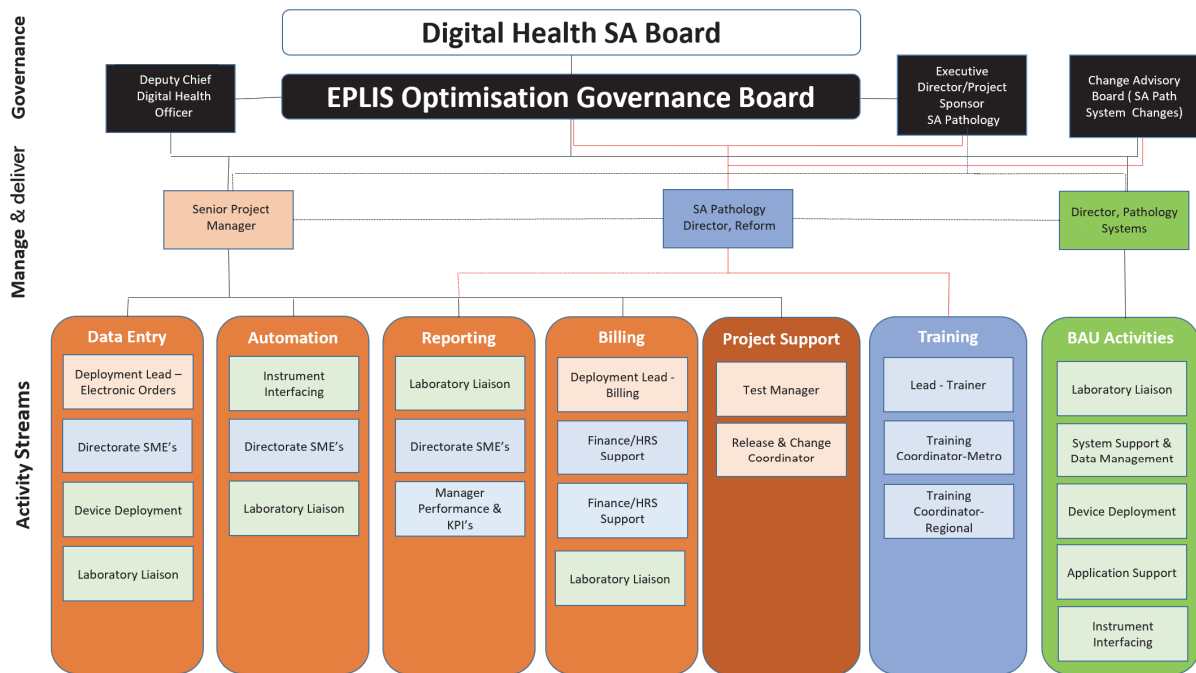 Governance
Digital Health SA Board
Deputy Chief
Digital Health
Officer
EPLIS Optimisation Governance Board
Executive
Director/Project
Sponsor
SA Pathology
Change Advisory
Board ( SA Path
System Changes)
Manage & deliver
Senior Project
Manager
SA Pathology
Director, Reform
Director, Pathology
Systems
Activity Streams
Data Entry
Deployment Lead –
Electronic Orders
Directorate SME's
Device Deployment
Laboratory Liaison
Automation
Instrument
Interfacing
Directorate SME's
Laboratory Liaison
Reporting
Laboratory Liaison
Directorate SME's
Manager
Performance &
KPI's
Billing
Deployment Lead -
Billing
Finance/HRS
Support
Finance/HRS
Support
Laboratory Liaison
Project Support
Test Manager
Release & Change
Coordinator
Training
Lead - Trainer
Training
Coordinator-Metro
Training
Coordinator-
Regional
BAU Activities
Laboratory Liaison
System Support &
Data Management
Device Deployment
Application Support
Instrument
Interfacing